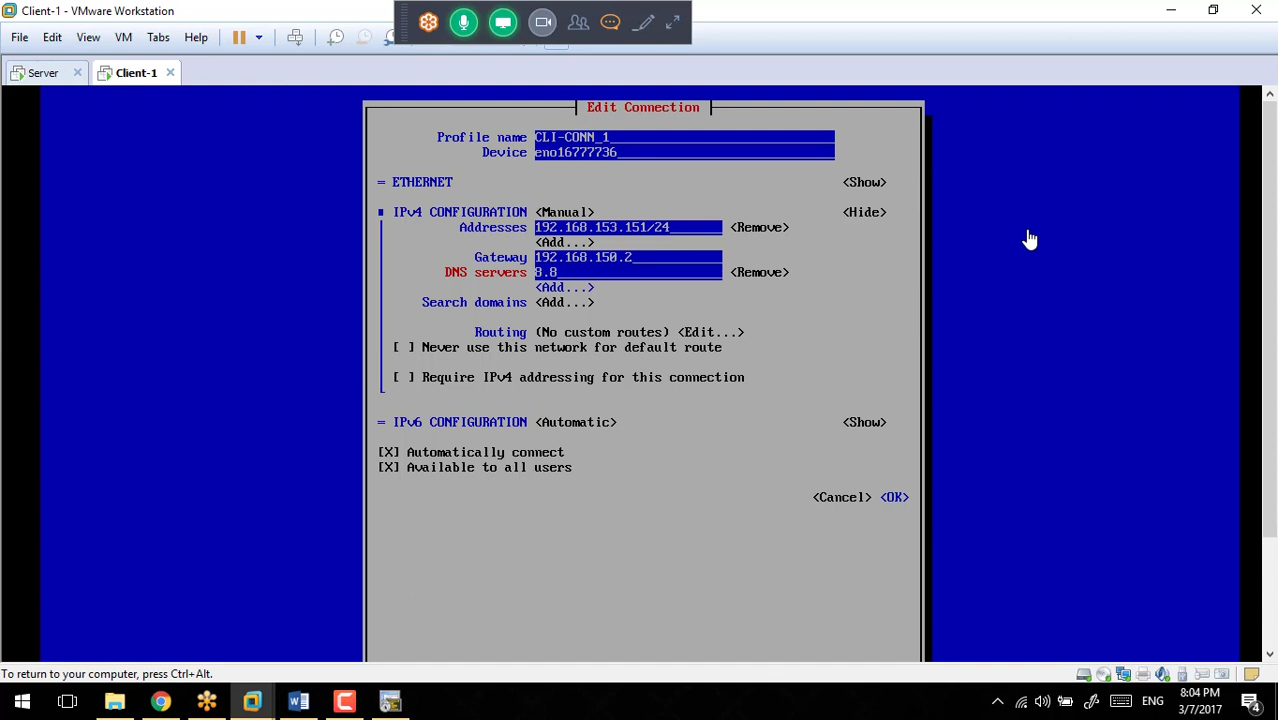 Client-1 - VMware Workstation
File Edit View VM Tabs Help
Server Client-1
Edit Connection
Profile name CLI-CONN_1
Device eno16777736
= ETHERNET <Show>
IPv4 CONFIGURATION <Manual> <Hide>
Addresses 192.168.153.151/24 <Remove>
<Add...>
Gateway 192.168.150.2
DNS servers 8.8 <Remove>
<Add...>
Search domains <Add...>
Routing (No custom routes) <Edit...>
[ ] Never use this network for default route
[ ] Require IPv4 addressing for this connection
= IPv6 CONFIGURATION <Automatic> <Show>
[X] Automatically connect
[X] Available to all users
<Cancel> <OK>
To return to your computer, press Ctrl+Alt.
ENG
8:04 PM
3/7/2017
4